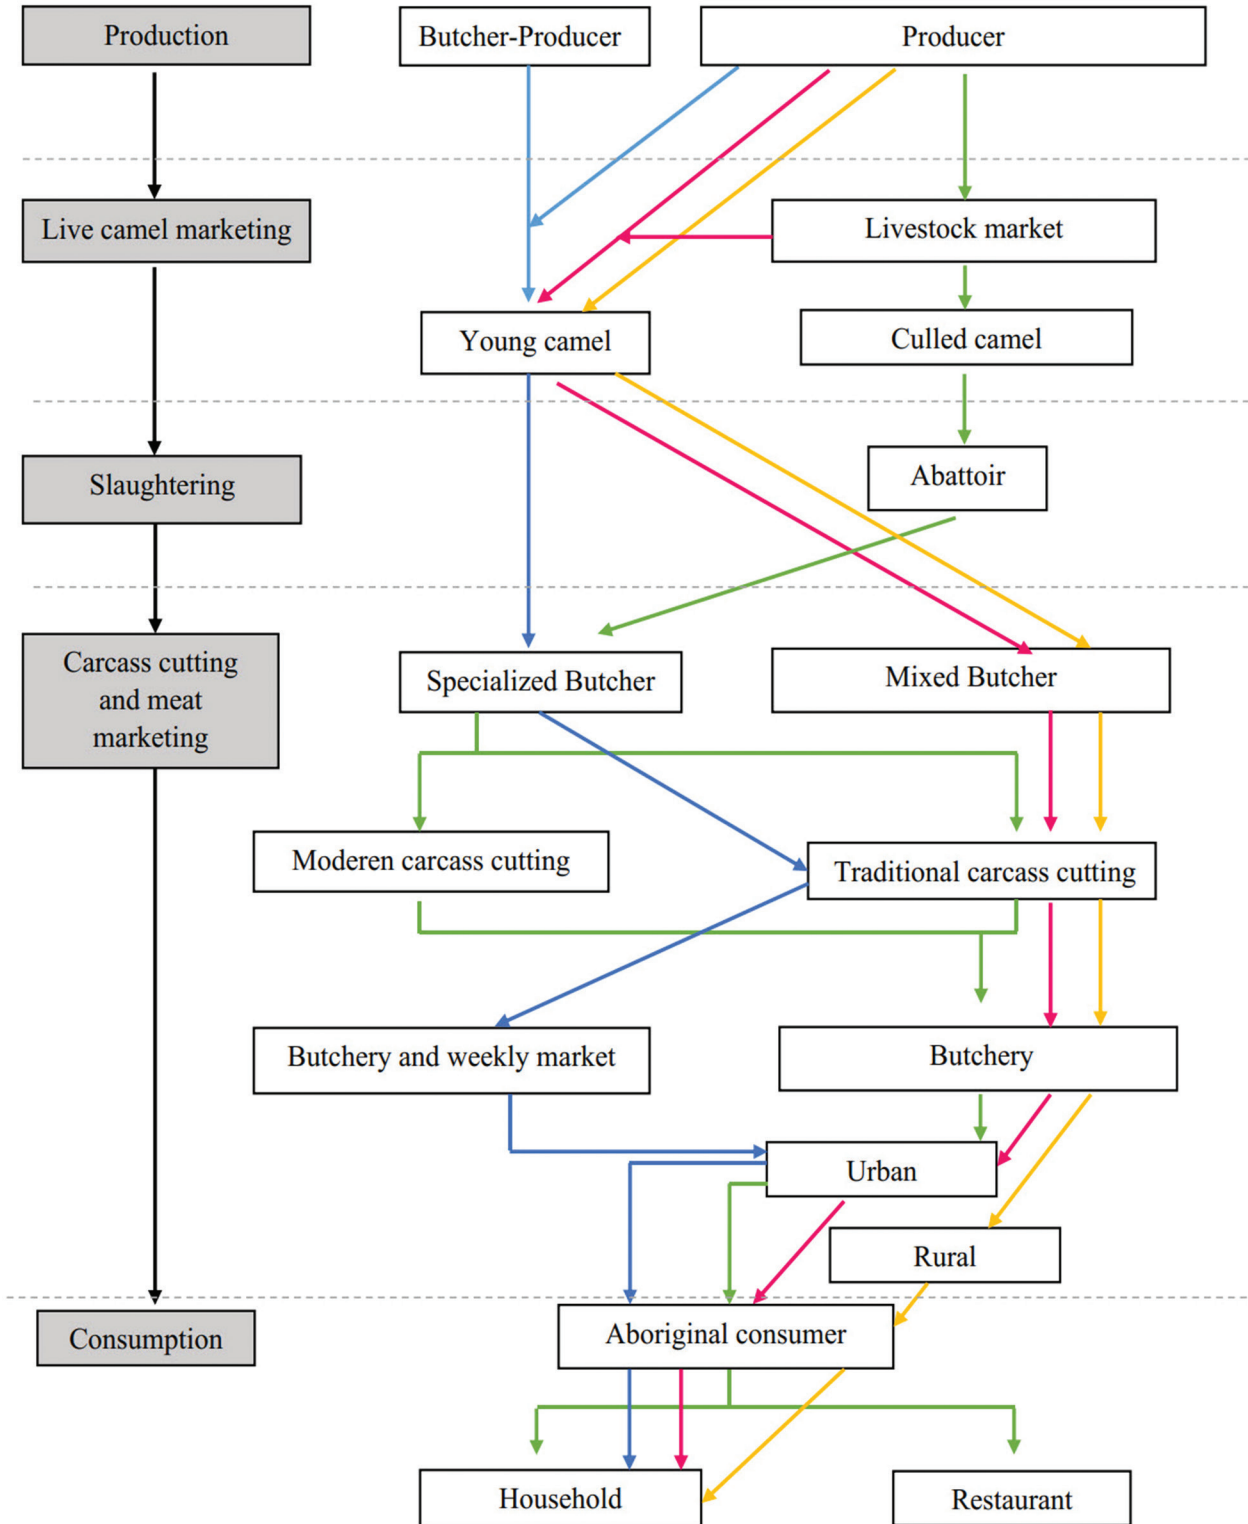 Production
Butcher-Producer
Producer
Live camel marketing
Livestock market
Young camel
Culled camel
Slaughtering
Abattoir
Carcass cutting
and meat
marketing
Specialized Butcher
Mixed Butcher
Moderen carcass cutting
Traditional carcass cutting
Butchery and weekly market
Butchery
Urban
Rural
Consumption
Aboriginal consumer
Household
Restaurant